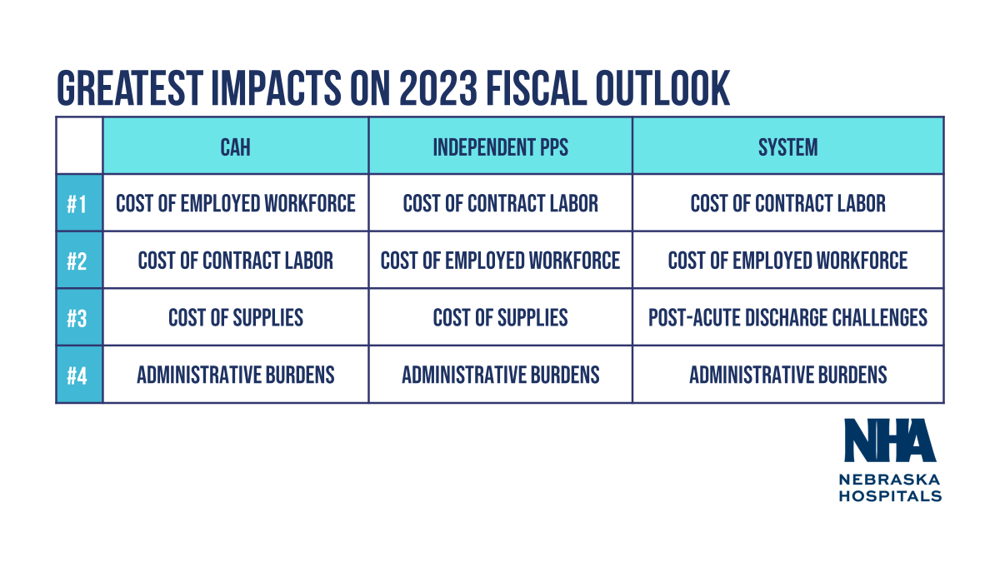 GREATEST IMPACTS ON 2023 FISCAL OUTLOOK
CAH INDEPENDENT PPS SYSTEM
#1 COST OF EMPLOYED WORKFORCE COST OF CONTRACT LABOR COST OF CONTRACT LABOR
#2 COST OF CONTRACT LABOR COST OF EMPLOYED WORKFORCE COST OF EMPLOYED WORKFORCE
#3 COST OF SUPPLIES COST OF SUPPLIES POST-ACUTE DISCHARGE CHALLENGES
#4 ADMINISTRATIVE BURDENS ADMINISTRATIVE BURDENS ADMINISTRATIVE BURDENS
NHA
NEBRASKA
HOSPITALS